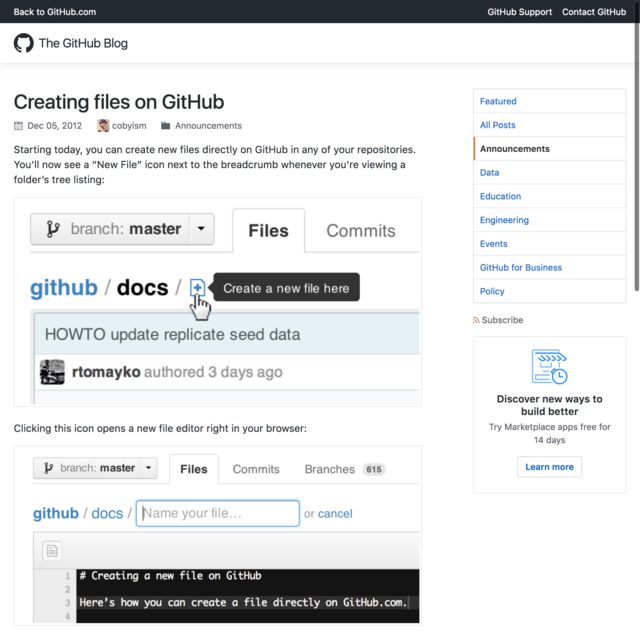 Back to GitHub.com
GitHub Support Contact GitHub
The GitHub Blog
Creating files on GitHub
Dec 05, 2012 cobyism Announcements
Starting today, you can create new files directly on GitHub in any of your repositories.
You’ll now see a “New File” icon next to the breadcrumb whenever you’re viewing a
folder’s tree listing:
branch: master Files Commits
github / docs / Create a new file here
HOWTO update replicate seed data
rtomayko authored 3 days ago
Clicking this icon opens a new file editor right in your browser:
branch: master Files Commits Branches 615
github / docs / Name your file... or cancel
1 # Creating a new file on GitHub
2
3 Here’s how you can create a file directly on GitHub.com.
4
Featured
All Posts
Announcements
Data
Education
Engineering
Events
GitHub for Business
Policy
Subscribe
Discover new ways to
build better
Try Marketplace apps free for
14 days
Learn more